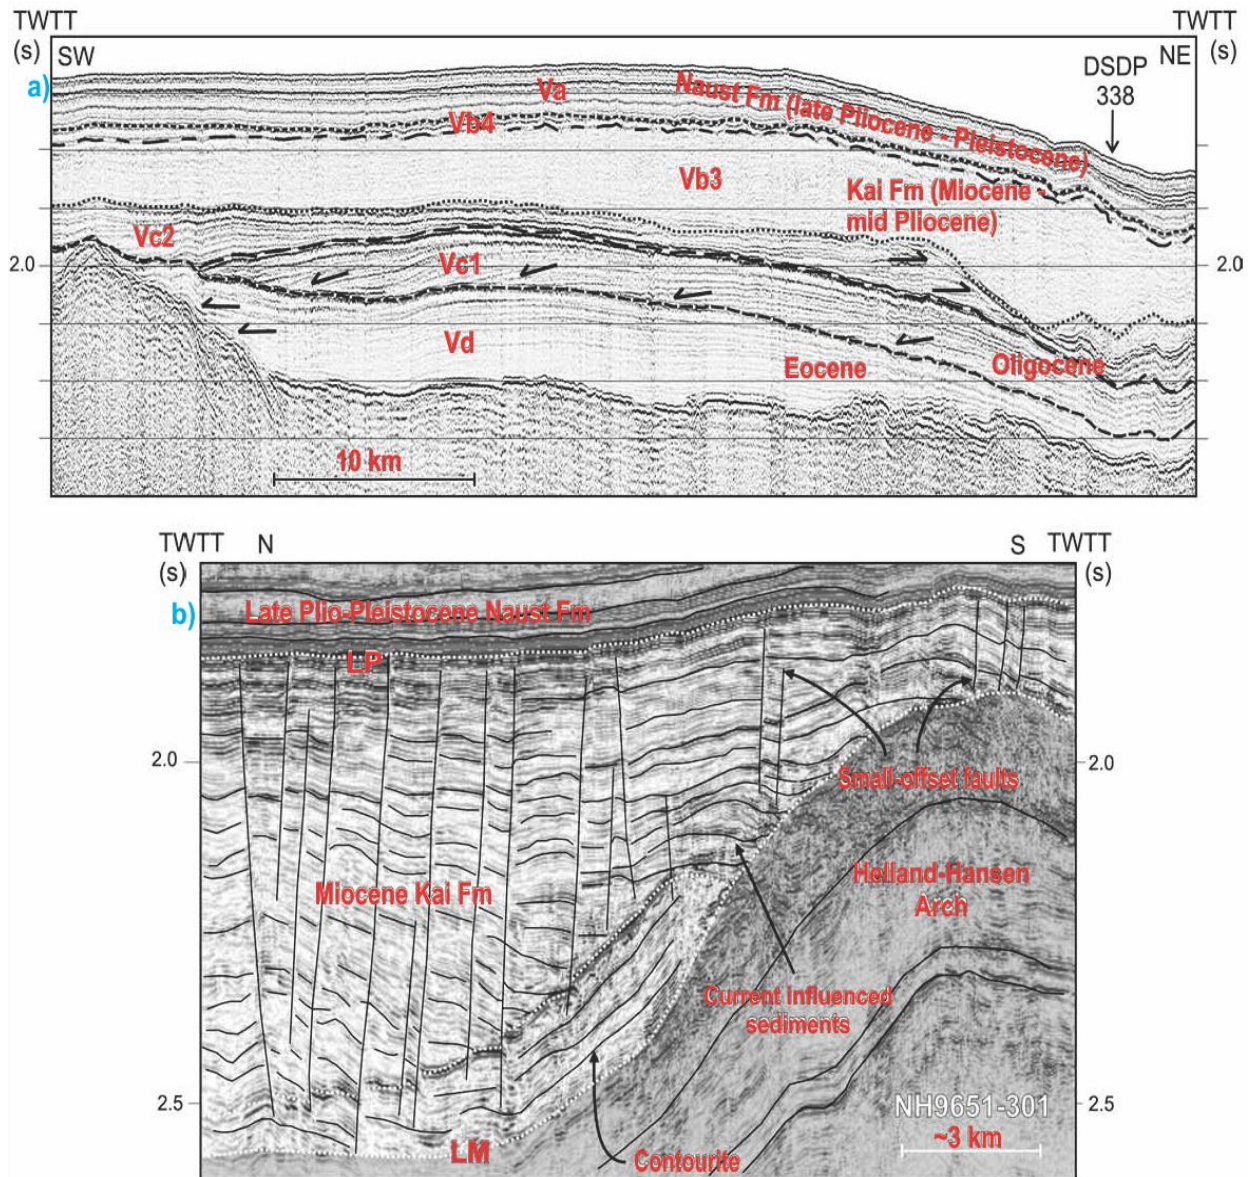 TWTT
(s)
TWTT
(s)
SW
NE
a)
DSDP
338
Va
Naust Fm (late Pliocene - Pleistocene)
Vb4
Vb3
Kai Fm (Miocene -
mid Pliocene)
Vc2
2.0
2.0
Vc1
Vd
Eocene
Oligocene
10 km
TWTT
(s)
N
S
TWTT
(s)
b)
Late Plio-Pleistocene Naust Fm
LP
2.0
2.0
Small-offset faults
Miocene Kai Fm
Helland-Hansen
Arch
Current influenced
sediments
2.5
2.5
NH9651-301
~3 km
LM
Contourite